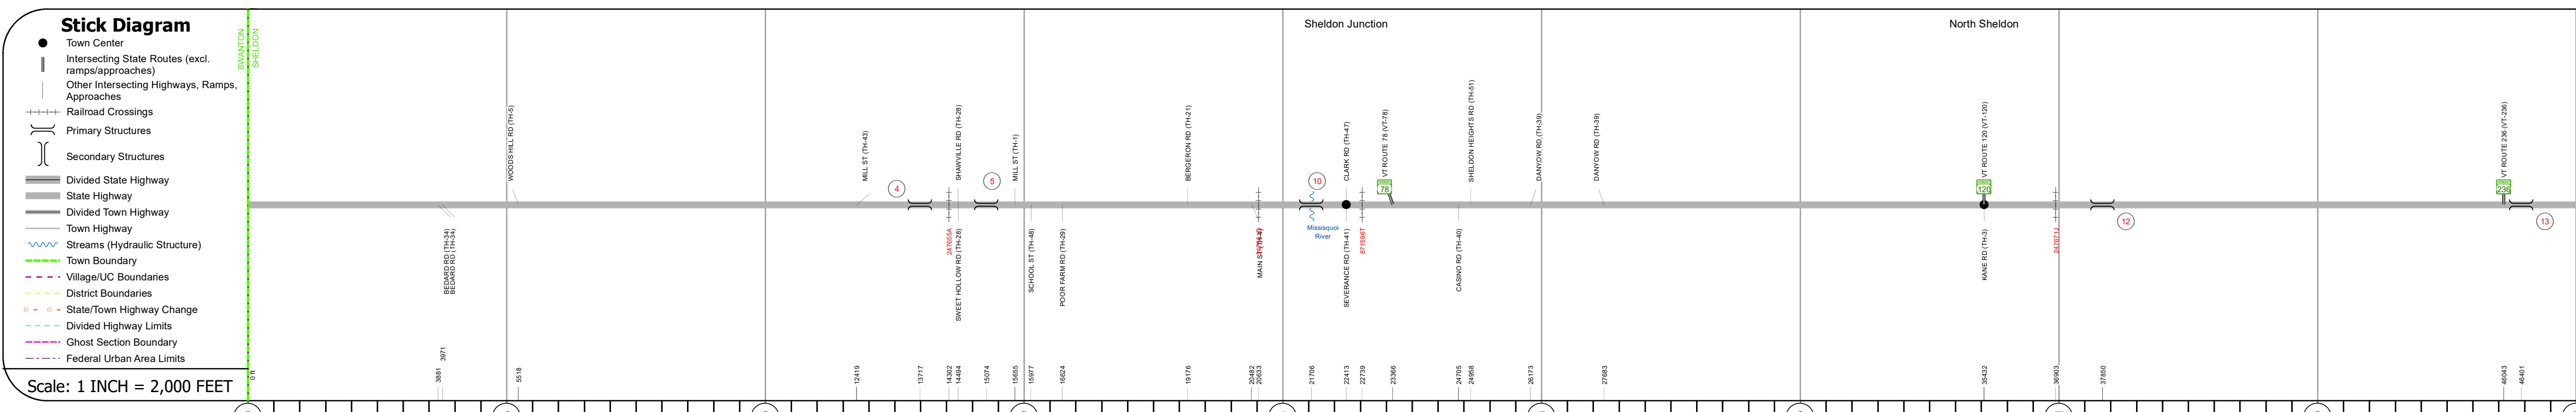 Stick Diagram
Town Center
Intersecting State Routes (excl.
ramps/approaches)
Other Intersecting Highways, Ramps,
Approaches
Railroad Crossings
Primary Structures
Secondary Structures
Divided State Highway
State Highway
Divided Town Highway
Town Highway
Streams (Hydraulic Structure)
Town Boundary
Village/UC Boundaries
District Boundaries
State/Town Highway Change
Divided Highway Limits
Ghost Section Boundary
Federal Urban Area Limits
Scale: 1 INCH = 2,000 FEET
SWANTON
SHELDON
Sheldon Junction
North Sheldon
WOODS HILL RD (TH-5)
MILL ST (TH-43)
SHAWVILLE RD (TH-28)
MILL ST (TH-1)
BERGERON RD (TH-21)
CLARK RD (TH-47)
VT ROUTE 78 (VT-78)
SHELDON HEIGHTS RD (TH-51)
DANYOW RD (TH-39)
DANYOW RD (TH-39)
VT ROUTE 120 (VT-120)
VT ROUTE 236 (VT-236)
4
5
10
78
120
236
12
13
BEDARD RD (TH-34)
BEDARD RD (TH-34)
247655A
SWEET HOLLOW RD (TH-28)
SCHOOL ST (TH-48)
POOR FARM RD (TH-29)
MAIN ST (TH-4)
Missisquoi
River
SEVERANCE RD (TH-41)
871596T
CASINO RD (TH-40)
KANE RD (TH-3)
247671J
0 ft
3881
3971
5518
12419
13717
14302
14494
15074
15655
15977
16624
19176
20482
20633
21706
22413
22739
23366
24705
24958
26173
27683
35432
36903
37850
46043
46401